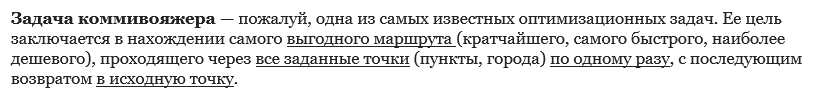 Задача коммивояжера — пожалуй, одна из самых известных оптимизационных задач. Ее цель
заключается в нахождении самого выгодного маршрута (кратчайшего, самого быстрого, наиболее
дешевого), проходящего через все заданные точки (пункты, города) по одному разу, с последующим
возвратом в исходную точку.